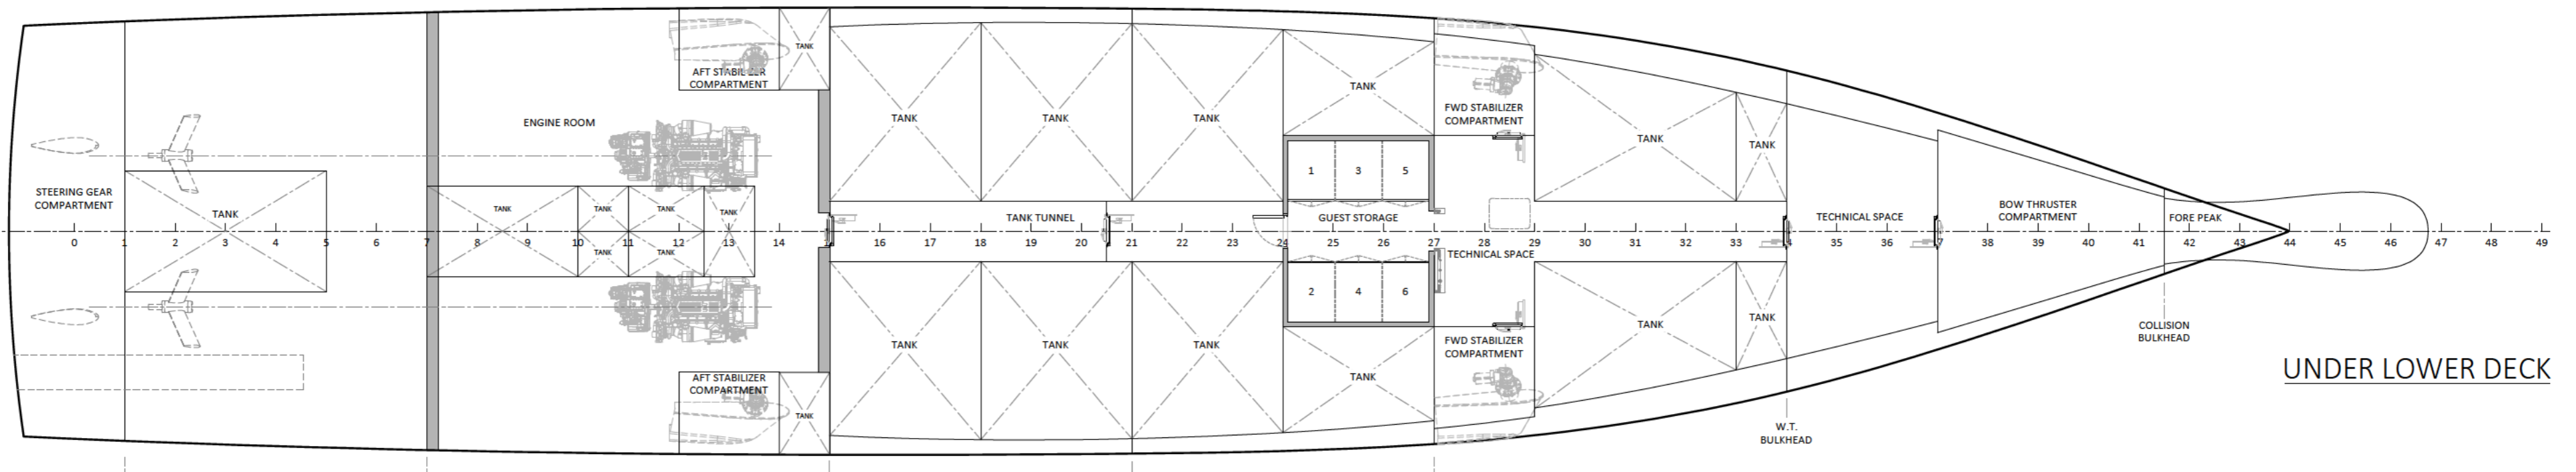 TANK
AFT STABILIZER
COMPARTMENT
TANK
FWD STABILIZER
COMPARTMENT
ENGINE ROOM
TANK
TANK
TANK
TANK
TANK
1
3
5
STEERING GEAR
COMPARTMENT
TANK
TANK
TANK
TANK
TANK
TANK TUNNEL
GUEST STORAGE
TECHNICAL SPACE
BOW THRUSTER
COMPARTMENT
FORE PEAK
0 1 2 3 4 5 6 7 8 9 10 11 12 13 14 15 16 17 18 19 20 21 22 23 24 25 26 27 28 29 30 31 32 33 34 35 36 37 38 39 40 41 42 43 44 45 46 47 48 49
TANK
TANK
TECHNICAL SPACE
2
4
6
TANK
TANK
COLLISION
BULKHEAD
TANK
TANK
TANK
FWD STABILIZER
COMPARTMENT
UNDER LOWER DECK
AFT STABILIZER
COMPARTMENT
TANK
TANK
W.T.
BULKHEAD